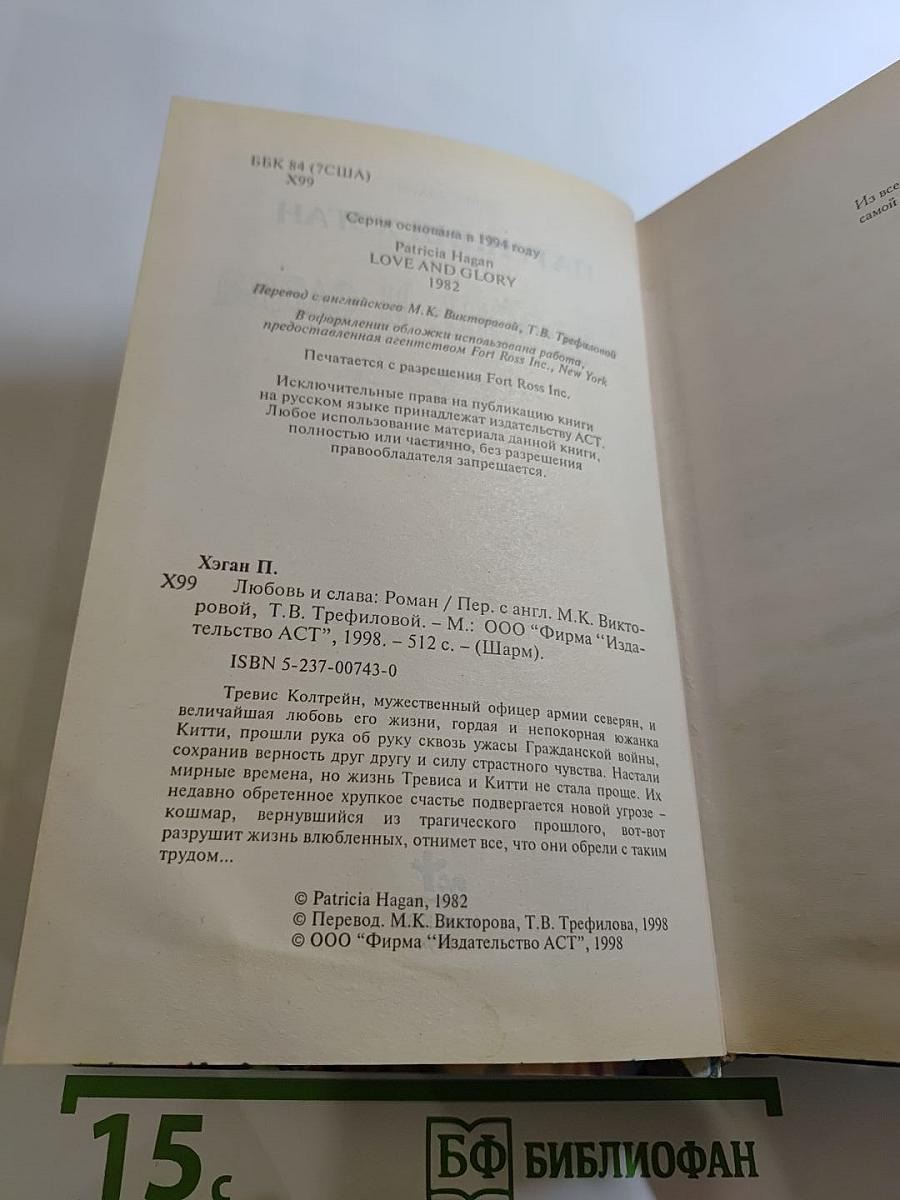 ББК 84 (7США)
Х99
Серия основана в 1994 году
Patricia Hagan
LOVE AND GLORY
1982
Перевод с английского М.К. Викторовой, Т.В. Трефиловой
В оформлении обложки использована работа,
предоставленная агентством Fort Ross Inc., New York
Печатается с разрешения Fort Ross Inc.
Исключительные права на публикацию книги
на русском языке принадлежат издательству АСТ.
Любое использование материала данной книги,
полностью или частично, без разрешения
правообладателя запрещается.
Хэган П.
Х99 Любовь и слава: Роман / Пер. с англ. М.К. Викто-
ровой, Т.В. Трефиловой. – М.: ООО “Фирма “Изда-
тельство АСТ”, 1998. – 512 с. – (Шарм).
ISBN 5-237-00743-0
Тревис Колтрейн, мужественный офицер армии северян, и
величайшая любовь его жизни, гордая и непокорная южанка
Китти, прошли рука об руку сквозь ужасы Гражданской войны,
сохранив верность друг другу и силу страстного чувства. Настали
мирные времена, но жизнь Тревиса и Китти не стала проще. Их
недавно обретенное хрупкое счастье подвергается новой угрозе –
кошмар, вернувшийся из трагического прошлого, вот-вот
разрушит жизнь влюбленных, отнимет все, что они обрели с таким
трудом...
© Patricia Hagan, 1982
© Перевод. М.К. Викторова, Т.В. Трефилова, 1998
© ООО “Фирма “Издательство АСТ”, 1998
Из все
самой
15 с
БФ БИБЛИОФАН